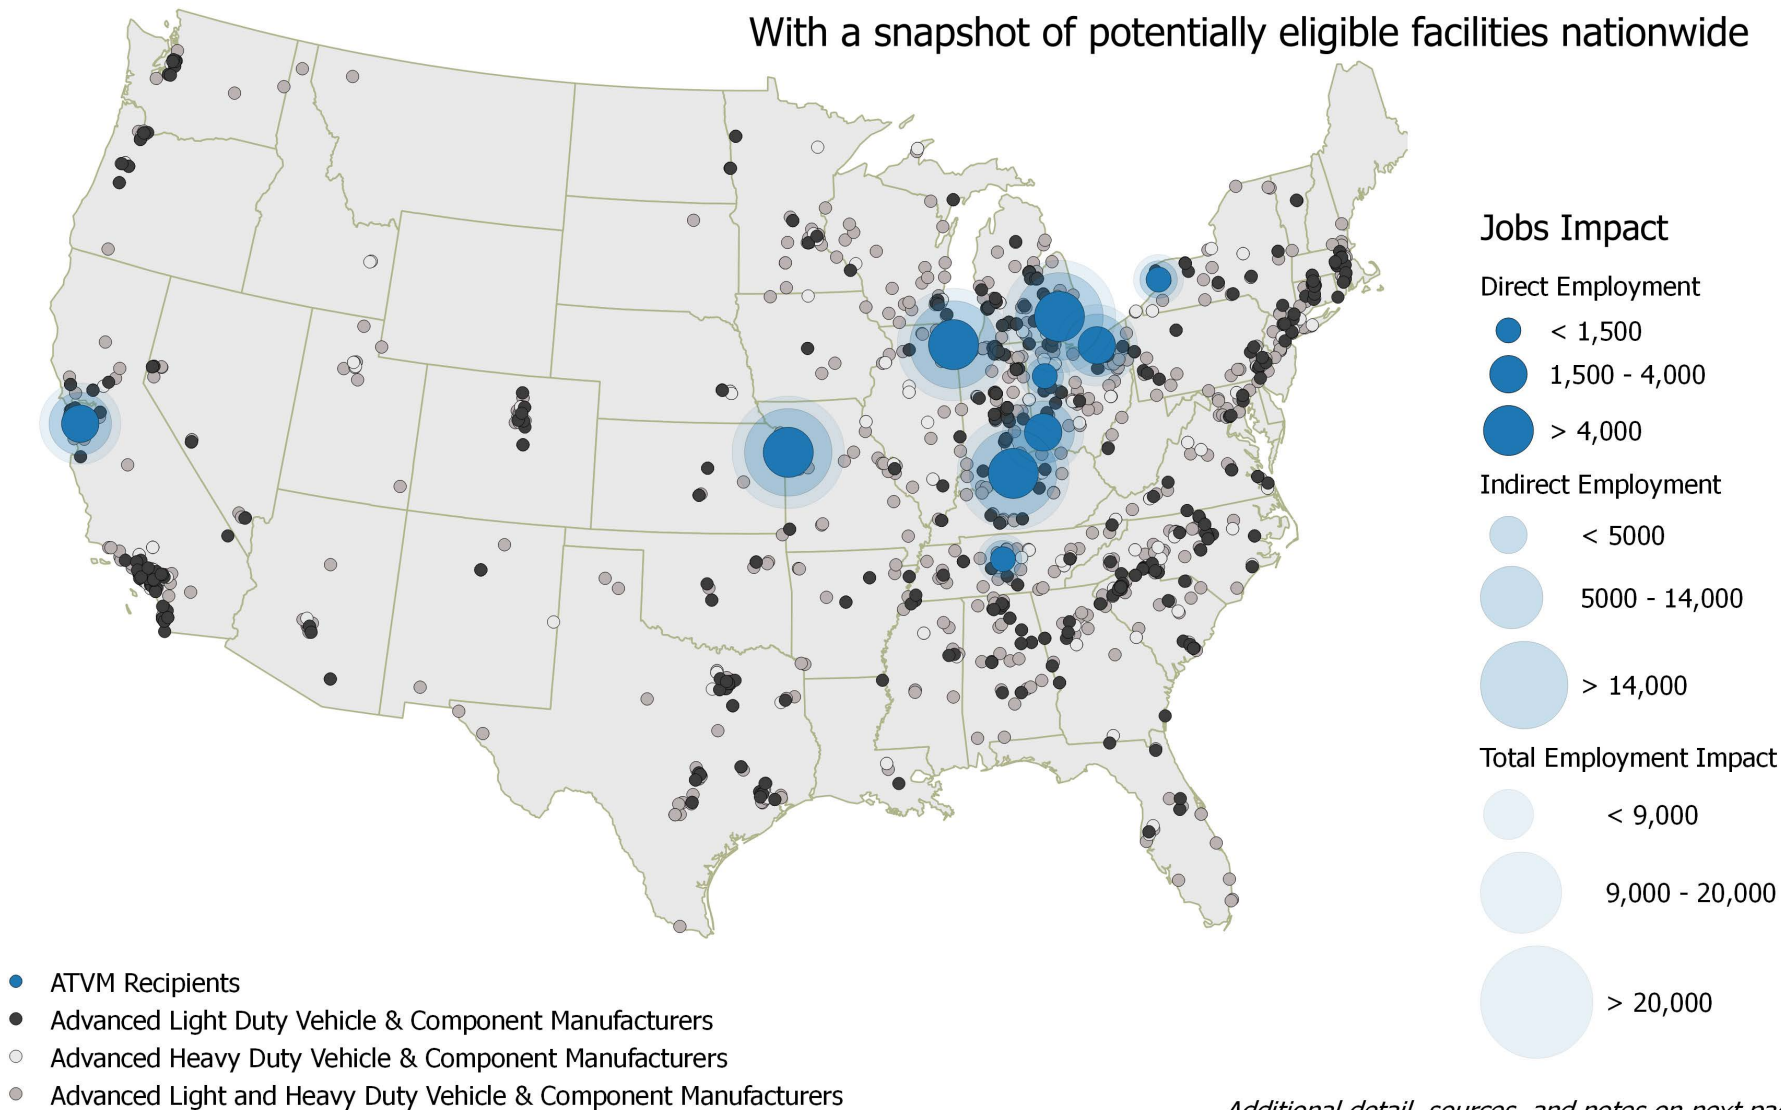 With a snapshot of potentially eligible facilities nationwide
Jobs Impact
Direct Employment
< 1,500
1,500 - 4,000
> 4,000
Indirect Employment
< 5000
5000 - 14,000
> 14,000
Total Employment Impact
< 9,000
9,000 - 20,000
> 20,000
ATVM Recipients
Advanced Light Duty Vehicle & Component Manufacturers
Advanced Heavy Duty Vehicle & Component Manufacturers
Advanced Light and Heavy Duty Vehicle & Component Manufacturers
Additional detail, sources, and notes on next pa